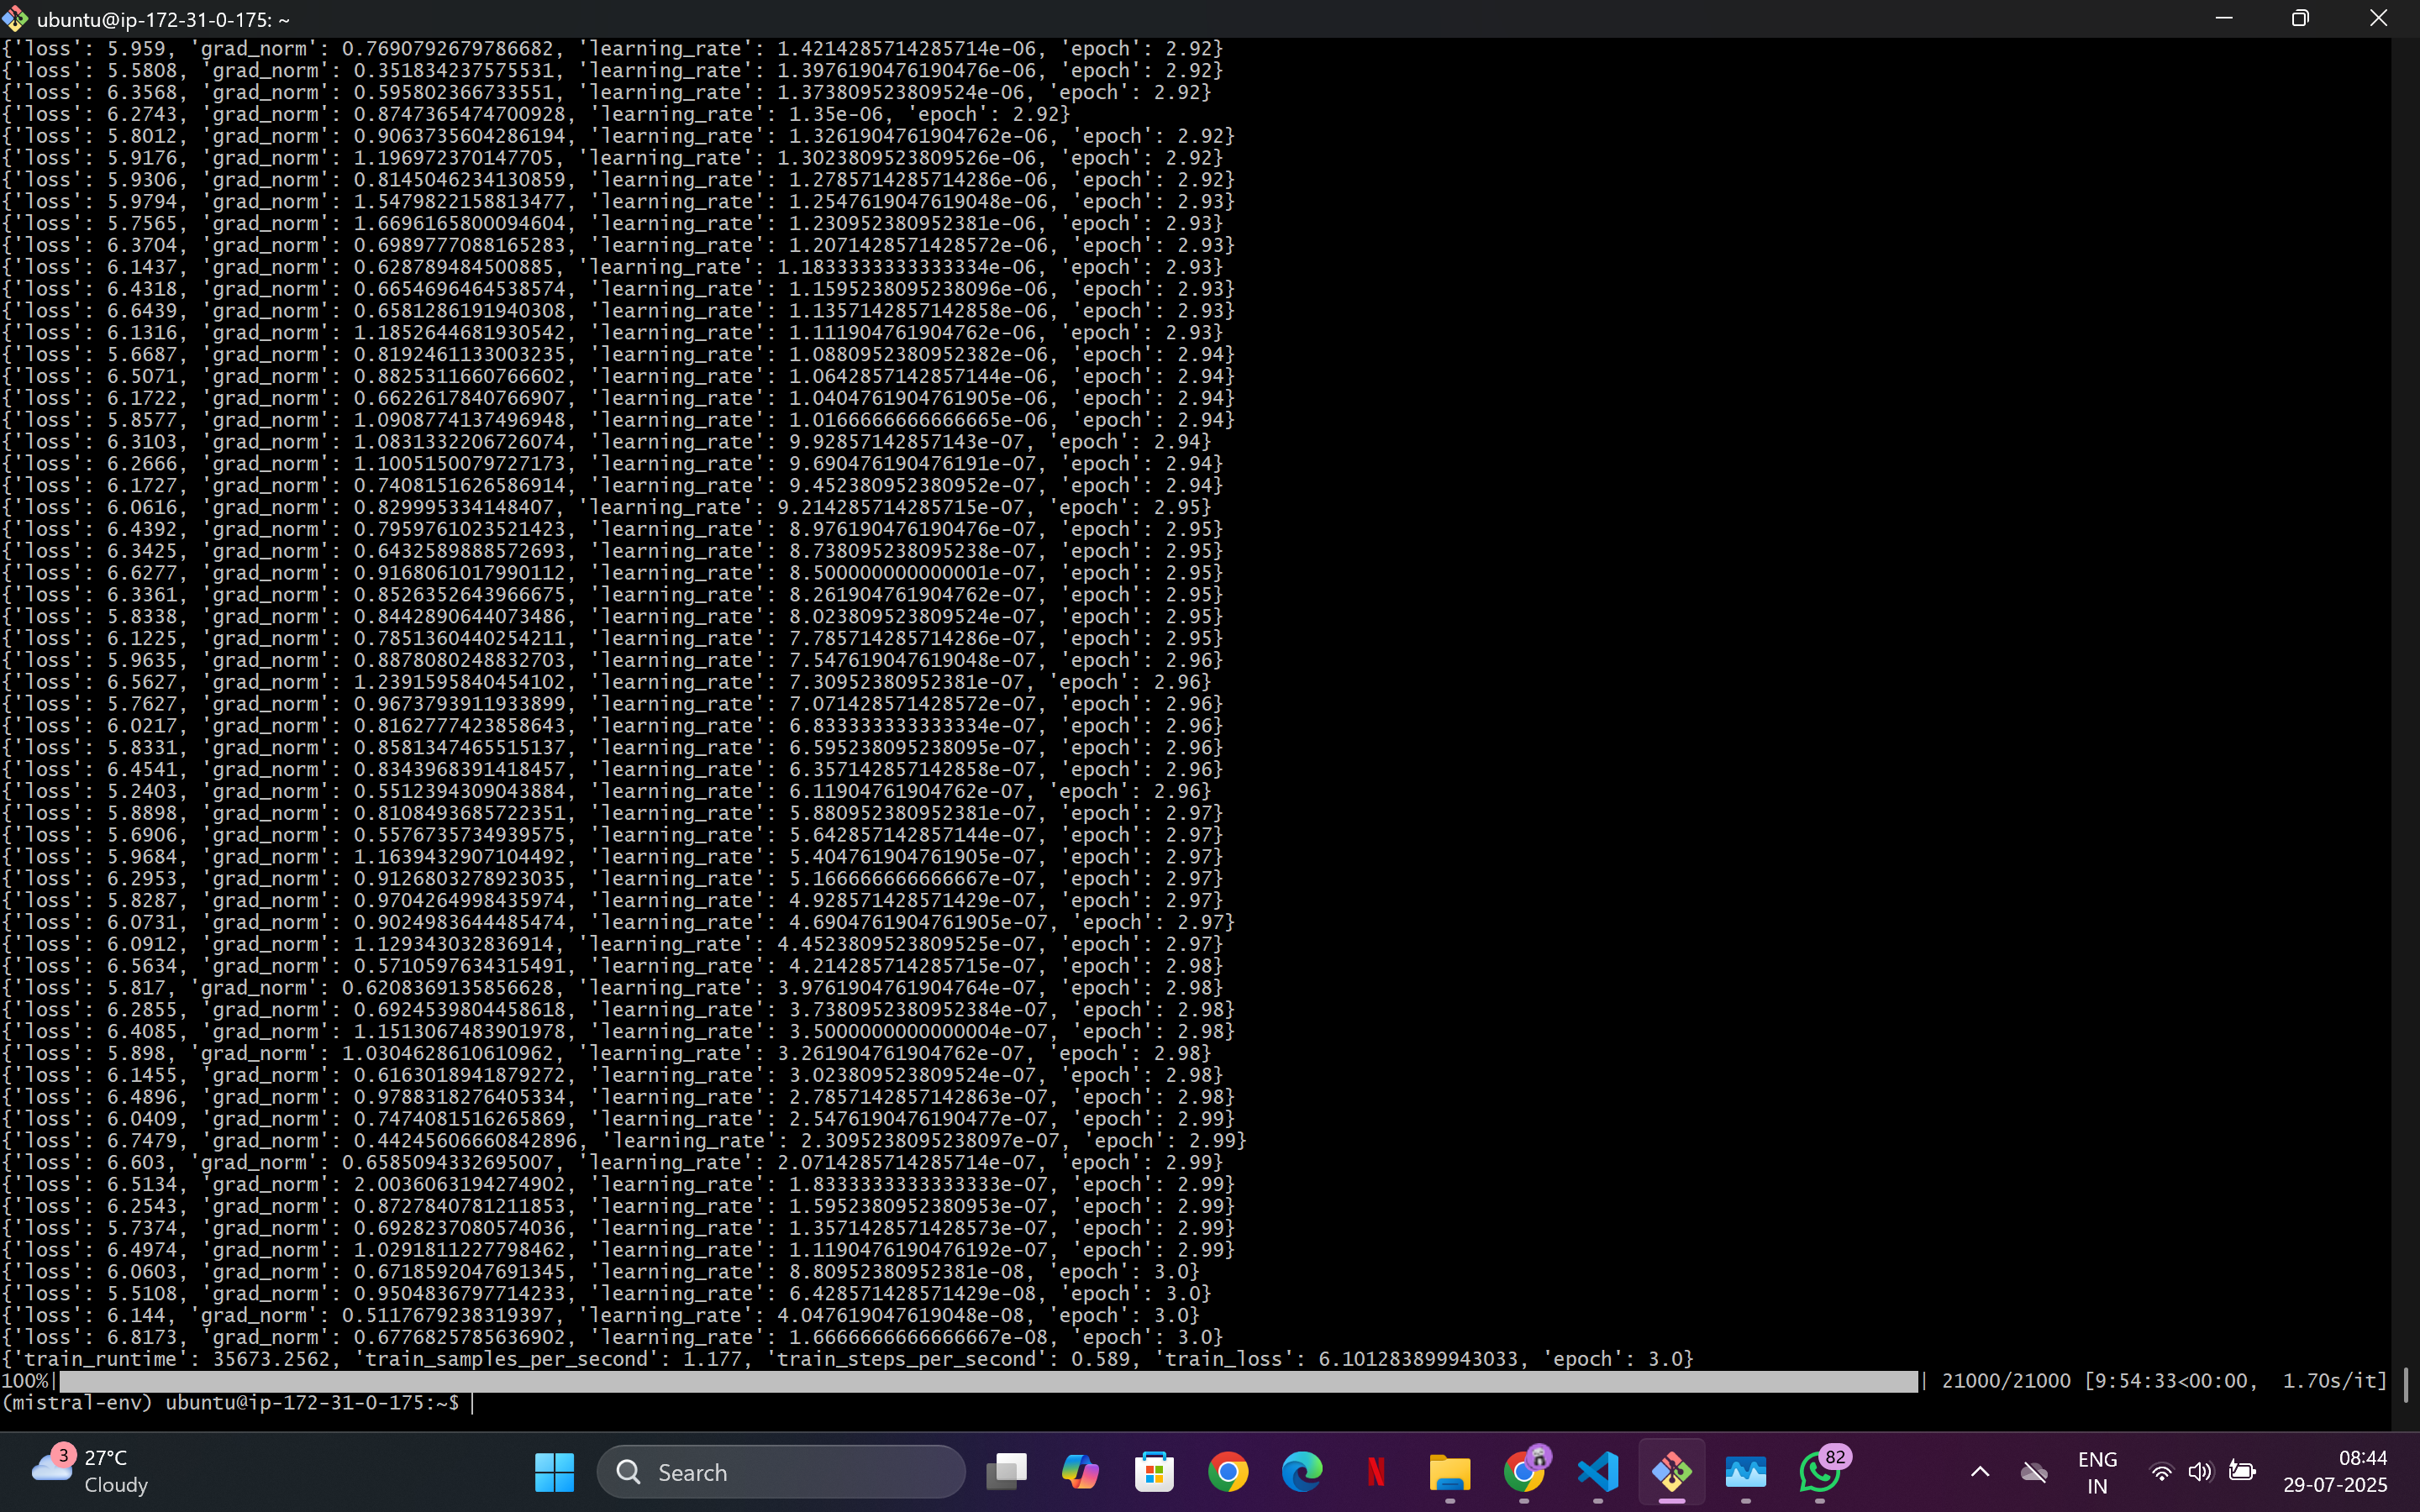 ubuntu@ip-172-31-0-175: ~
{'loss': 5.959, 'grad_norm': 0.7690792679786682, 'learning_rate': 1.4214285714285714e-06, 'epoch': 2.92}
{'loss': 5.5808, 'grad_norm': 0.351834237575531, 'learning_rate': 1.3976190476190476e-06, 'epoch': 2.92}
{'loss': 6.3568, 'grad_norm': 0.595802366733551, 'learning_rate': 1.373809523809524e-06, 'epoch': 2.92}
{'loss': 6.2743, 'grad_norm': 0.8747365474700928, 'learning_rate': 1.35e-06, 'epoch': 2.92}
{'loss': 5.8012, 'grad_norm': 0.9063735604286194, 'learning_rate': 1.3261904761904762e-06, 'epoch': 2.92}
{'loss': 5.9176, 'grad_norm': 1.196972370147705, 'learning_rate': 1.3023809523809526e-06, 'epoch': 2.92}
{'loss': 5.9306, 'grad_norm': 0.8145046234130859, 'learning_rate': 1.2785714285714286e-06, 'epoch': 2.92}
{'loss': 5.9794, 'grad_norm': 1.5479822158813477, 'learning_rate': 1.2547619047619048e-06, 'epoch': 2.93}
{'loss': 5.7565, 'grad_norm': 1.6696165800094604, 'learning_rate': 1.230952380952381e-06, 'epoch': 2.93}
{'loss': 6.3704, 'grad_norm': 0.6989777088165283, 'learning_rate': 1.2071428571428572e-06, 'epoch': 2.93}
{'loss': 6.1437, 'grad_norm': 0.628789484500885, 'learning_rate': 1.1833333333333334e-06, 'epoch': 2.93}
{'loss': 6.4318, 'grad_norm': 0.6654696464538574, 'learning_rate': 1.1595238095238096e-06, 'epoch': 2.93}
{'loss': 6.6439, 'grad_norm': 0.6581286191940308, 'learning_rate': 1.1357142857142858e-06, 'epoch': 2.93}
{'loss': 6.1316, 'grad_norm': 1.1852644681930542, 'learning_rate': 1.111904761904762e-06, 'epoch': 2.93}
{'loss': 5.6687, 'grad_norm': 0.8192461133003235, 'learning_rate': 1.0880952380952382e-06, 'epoch': 2.94}
{'loss': 6.5071, 'grad_norm': 0.8825311660766602, 'learning_rate': 1.0642857142857144e-06, 'epoch': 2.94}
{'loss': 6.1722, 'grad_norm': 0.6622617840766907, 'learning_rate': 1.0404761904761905e-06, 'epoch': 2.94}
{'loss': 5.8577, 'grad_norm': 1.0908774137496948, 'learning_rate': 1.0166666666666665e-06, 'epoch': 2.94}
{'loss': 6.3103, 'grad_norm': 1.0831332206726074, 'learning_rate': 9.92857142857143e-07, 'epoch': 2.94}
{'loss': 6.2666, 'grad_norm': 1.1005150079727173, 'learning_rate': 9.690476190476191e-07, 'epoch': 2.94}
{'loss': 6.1727, 'grad_norm': 0.7408151626586914, 'learning_rate': 9.452380952380952e-07, 'epoch': 2.94}
{'loss': 6.0616, 'grad_norm': 0.829995334148407, 'learning_rate': 9.214285714285715e-07, 'epoch': 2.95}
{'loss': 6.4392, 'grad_norm': 0.7959761023521423, 'learning_rate': 8.976190476190476e-07, 'epoch': 2.95}
{'loss': 6.3425, 'grad_norm': 0.6432589888572693, 'learning_rate': 8.738095238095238e-07, 'epoch': 2.95}
{'loss': 6.6277, 'grad_norm': 0.9168061017990112, 'learning_rate': 8.500000000000001e-07, 'epoch': 2.95}
{'loss': 6.3361, 'grad_norm': 0.8526352643966675, 'learning_rate': 8.261904761904762e-07, 'epoch': 2.95}
{'loss': 5.8338, 'grad_norm': 0.8442890644073486, 'learning_rate': 8.023809523809524e-07, 'epoch': 2.95}
{'loss': 6.1225, 'grad_norm': 0.7851360440254211, 'learning_rate': 7.785714285714286e-07, 'epoch': 2.95}
{'loss': 5.9635, 'grad_norm': 0.8878080248832703, 'learning_rate': 7.547619047619048e-07, 'epoch': 2.96}
{'loss': 6.5627, 'grad_norm': 1.2391595840454102, 'learning_rate': 7.30952380952381e-07, 'epoch': 2.96}
{'loss': 5.7627, 'grad_norm': 0.9673793911933899, 'learning_rate': 7.071428571428572e-07, 'epoch': 2.96}
{'loss': 6.0217, 'grad_norm': 0.8162777423858643, 'learning_rate': 6.833333333333334e-07, 'epoch': 2.96}
{'loss': 5.8331, 'grad_norm': 0.8581347465515137, 'learning_rate': 6.595238095238095e-07, 'epoch': 2.96}
{'loss': 6.4541, 'grad_norm': 0.8343968391418457, 'learning_rate': 6.357142857142858e-07, 'epoch': 2.96}
{'loss': 5.2403, 'grad_norm': 0.5512394309043884, 'learning_rate': 6.11904761904762e-07, 'epoch': 2.96}
{'loss': 5.8898, 'grad_norm': 0.8108493685722351, 'learning_rate': 5.880952380952381e-07, 'epoch': 2.97}
{'loss': 5.6906, 'grad_norm': 0.5576735734939575, 'learning_rate': 5.642857142857144e-07, 'epoch': 2.97}
{'loss': 5.9684, 'grad_norm': 1.1639432907104492, 'learning_rate': 5.404761904761905e-07, 'epoch': 2.97}
{'loss': 6.2953, 'grad_norm': 0.9126803278923035, 'learning_rate': 5.166666666666667e-07, 'epoch': 2.97}
{'loss': 5.8287, 'grad_norm': 0.9704264998435974, 'learning_rate': 4.928571428571429e-07, 'epoch': 2.97}
{'loss': 6.0731, 'grad_norm': 0.9024983644485474, 'learning_rate': 4.6904761904761905e-07, 'epoch': 2.97}
{'loss': 6.0912, 'grad_norm': 1.129343032836914, 'learning_rate': 4.4523809523809525e-07, 'epoch': 2.97}
{'loss': 6.5634, 'grad_norm': 0.5710597634315491, 'learning_rate': 4.214285714285715e-07, 'epoch': 2.98}
{'loss': 5.817, 'grad_norm': 0.6208369135856628, 'learning_rate': 3.9761904761904764e-07, 'epoch': 2.98}
{'loss': 6.2855, 'grad_norm': 0.6924539804458618, 'learning_rate': 3.7380952380952384e-07, 'epoch': 2.98}
{'loss': 6.4085, 'grad_norm': 1.1513067483901978, 'learning_rate': 3.5000000000000004e-07, 'epoch': 2.98}
{'loss': 5.898, 'grad_norm': 1.0304628610610962, 'learning_rate': 3.261904761904762e-07, 'epoch': 2.98}
{'loss': 6.1455, 'grad_norm': 0.6163018941879272, 'learning_rate': 3.023809523809524e-07, 'epoch': 2.98}
{'loss': 6.4896, 'grad_norm': 0.9788318276405334, 'learning_rate': 2.7857142857142863e-07, 'epoch': 2.98}
{'loss': 6.0409, 'grad_norm': 0.7474081516265869, 'learning_rate': 2.5476190476190477e-07, 'epoch': 2.99}
{'loss': 6.7479, 'grad_norm': 0.44245606660842896, 'learning_rate': 2.3095238095238097e-07, 'epoch': 2.99}
{'loss': 6.603, 'grad_norm': 0.6585094332695007, 'learning_rate': 2.0714285714285714e-07, 'epoch': 2.99}
{'loss': 6.5134, 'grad_norm': 2.0036063194274902, 'learning_rate': 1.8333333333333333e-07, 'epoch': 2.99}
{'loss': 6.2543, 'grad_norm': 0.8727840781211853, 'learning_rate': 1.5952380952380953e-07, 'epoch': 2.99}
{'loss': 5.7374, 'grad_norm': 0.6928237080574036, 'learning_rate': 1.3571428571428573e-07, 'epoch': 2.99}
{'loss': 6.4974, 'grad_norm': 1.0291811227798462, 'learning_rate': 1.1190476190476192e-07, 'epoch': 2.99}
{'loss': 6.0603, 'grad_norm': 0.6718592047691345, 'learning_rate': 8.80952380952381e-08, 'epoch': 3.0}
{'loss': 5.5108, 'grad_norm': 0.9504836797714233, 'learning_rate': 6.428571428571429e-08, 'epoch': 3.0}
{'loss': 6.144, 'grad_norm': 0.5117679238319397, 'learning_rate': 4.047619047619048e-08, 'epoch': 3.0}
{'loss': 6.8173, 'grad_norm': 0.6776825785636902, 'learning_rate': 1.6666666666666667e-08, 'epoch': 3.0}
{'train_runtime': 35673.2562, 'train_samples_per_second': 1.177, 'train_steps_per_second': 0.589, 'train_loss': 6.101283899943033, 'epoch': 3.0}
100%| | 21000/21000 [9:54:33<00:00, 1.70s/it]
(mistral-env) ubuntu@ip-172-31-0-175:~$
3
27°C
Cloudy
Search
N
82
ENG
IN
08:44
29-07-2025